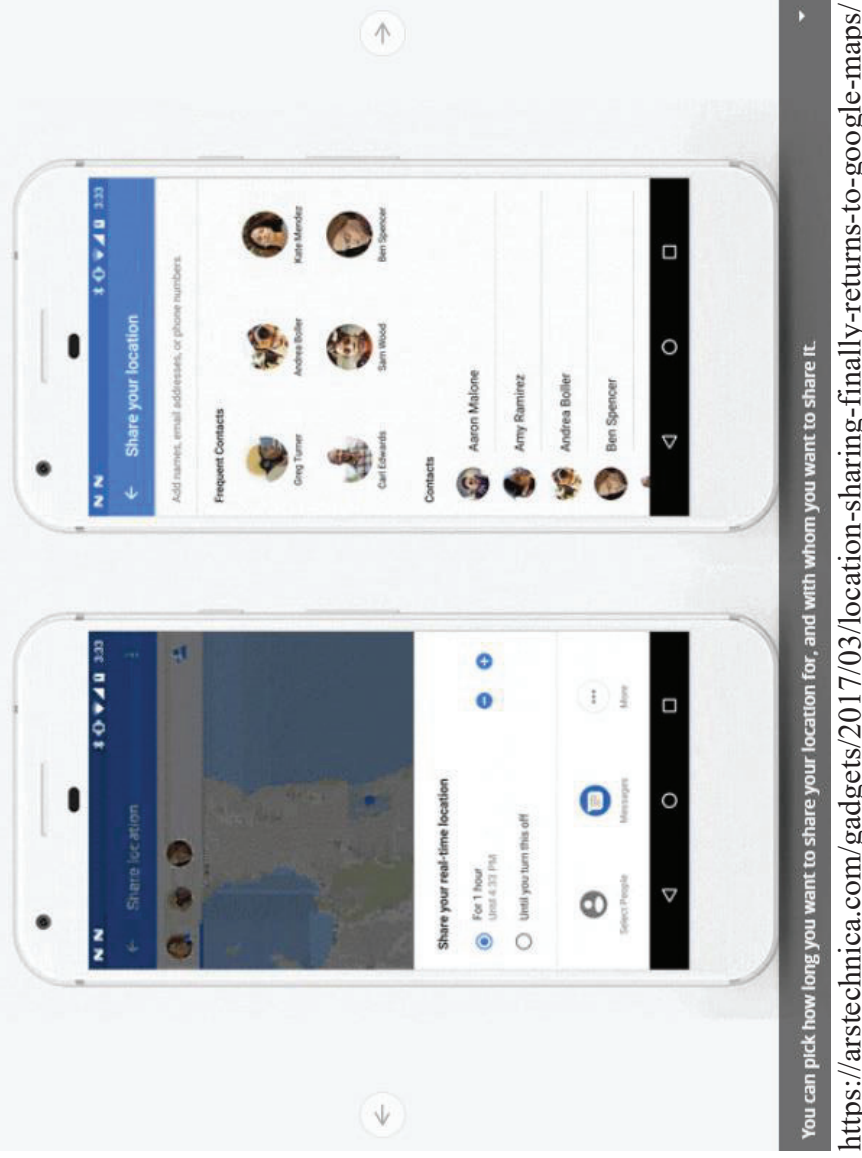 N N 3:33
Share location
Share your real-time location
For 1 hour
Until 4:33 PM
Until you turn this off
Select People Messages More
N N 3:33
Share your location
Add names, email addresses, or phone numbers
Frequent Contacts
Greg Turner Andrea Boller Kate Mendez
Carl Edwards Sam Wood Ben Spencer
Contacts
Aaron Malone
Amy Ramirez
Andrea Boller
Ben Spencer
You can pick how long you want to share your location for, and with whom you want to share it.
https://arstechnica.com/gadgets/2017/03/location-sharing-finally-returns-to-google-maps/